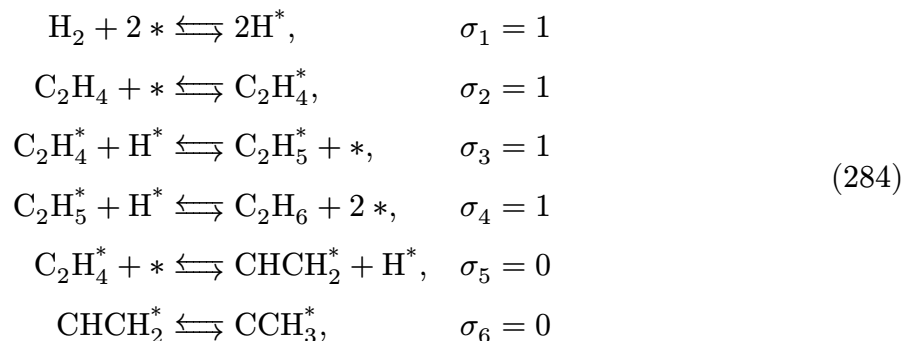 H₂ + 2 * ⇆ 2H*, σ₁ = 1
C₂H₄ + * ⇆ C₂H₄*, σ₂ = 1
C₂H₄* + H* ⇆ C₂H₅* + *, σ₃ = 1
(284)
C₂H₅* + H* ⇆ C₂H₆ + 2 *, σ₄ = 1
C₂H₄* + * ⇆ CHCH₂* + H*, σ₅ = 0
CHCH₂* ⇆ CCH₃*, σ₆ = 0